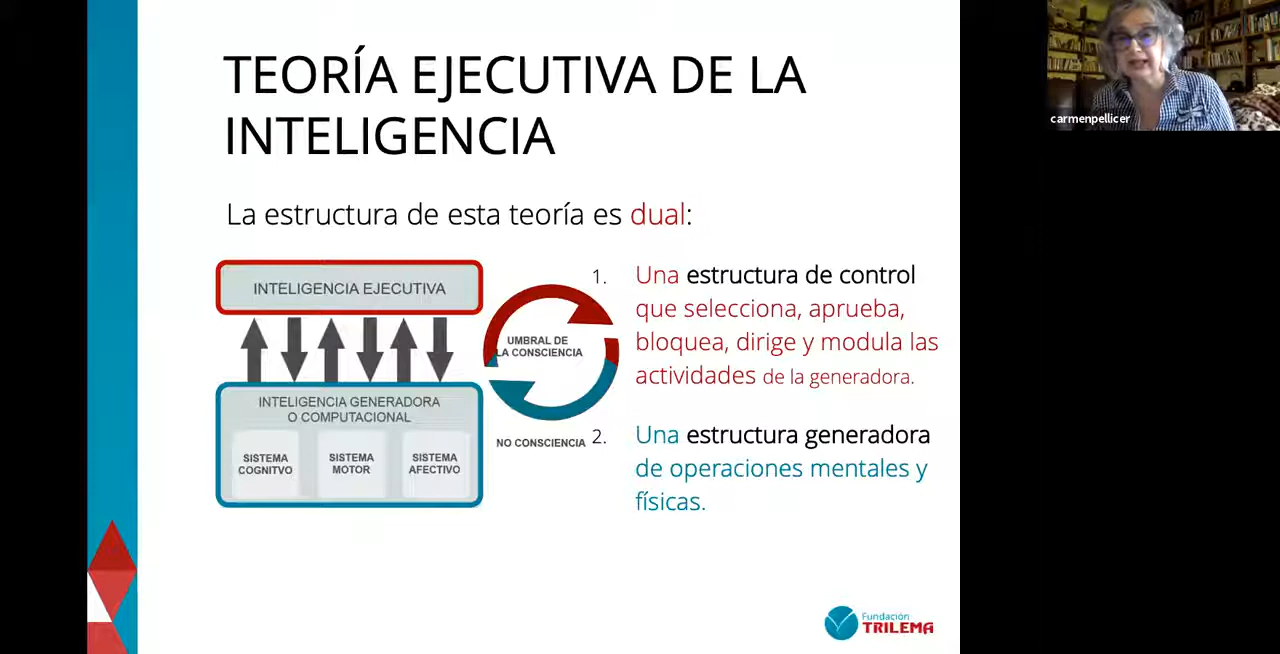 TEORÍA EJECUTIVA DE LA
INTELIGENCIA
carmenpellicer
La estructura de esta teoría es dual:
INTELIGENCIA EJECUTIVA
INTELIGENCIA GENERADORA
O COMPUTACIONAL
SISTEMA
COGNITVO
SISTEMA
MOTOR
SISTEMA
AFECTIVO
UMBRAL DE
LA CONSCIENCIA
NO CONSCIENCIA
1. Una estructura de control
que selecciona, aprueba,
bloquea, dirige y modula las
actividades de la generadora.
2. Una estructura generadora
de operaciones mentales y
físicas.
Fundación
TRILEMA